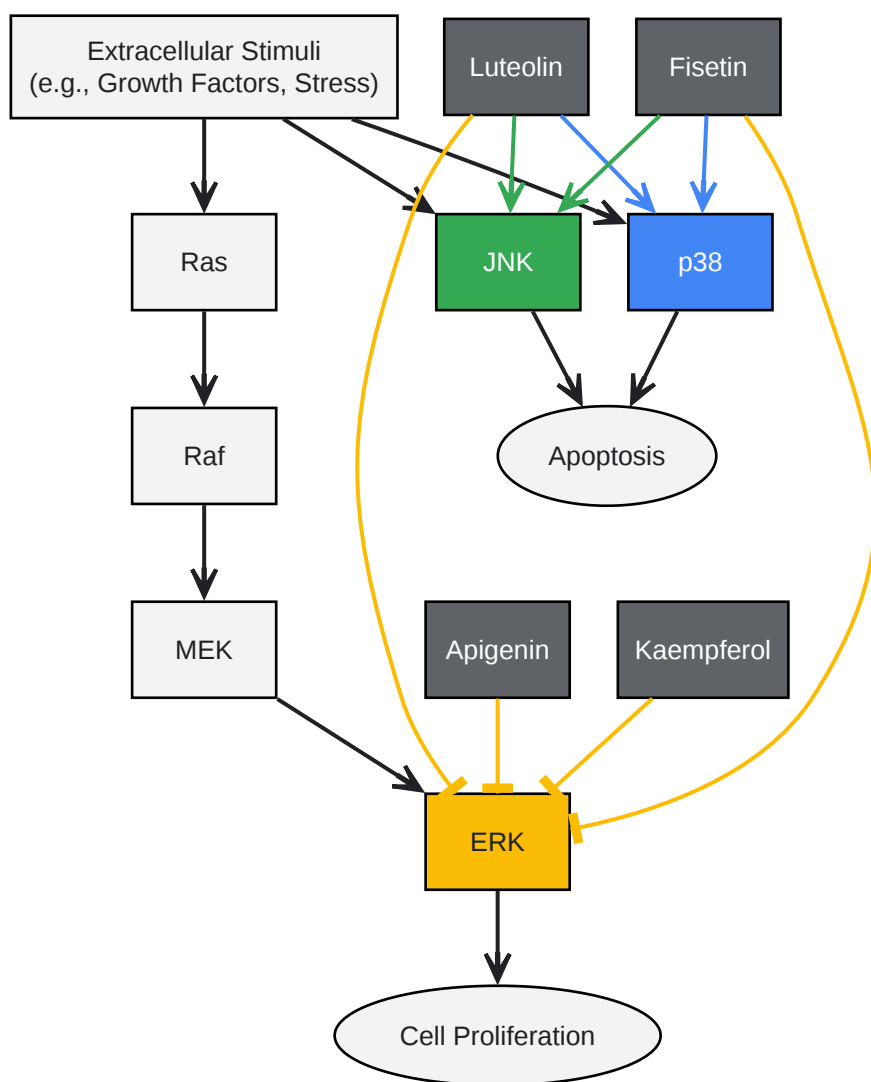 Extracellular Stimuli
(e.g., Growth Factors, Stress)
Luteolin
Fisetin
Ras
JNK
p38
Raf
Apoptosis
MEK
Apigenin
Kaempferol
ERK
Cell Proliferation